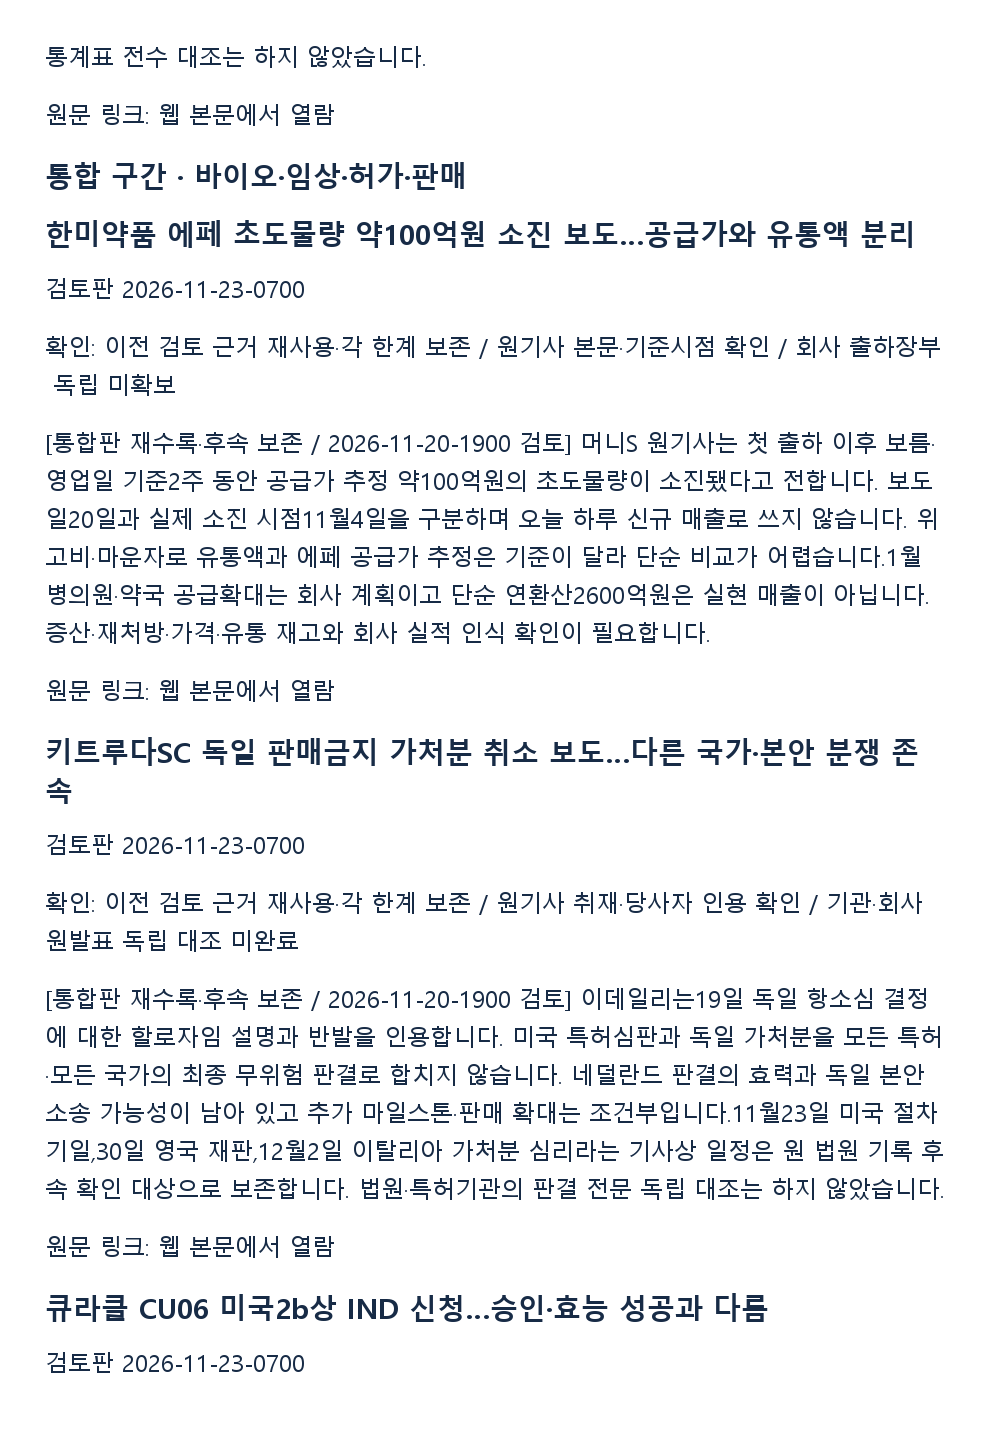 통계표 전수 대조는 하지 않았습니다.
원문 링크: 웹 본문에서 열람
통합 구간 · 바이오·임상·허가·판매
한미약품 에페 초도물량 약100억원 소진 보도…공급가와 유통액 분리
검토판 2026-11-23-0700
확인: 이전 검토 근거 재사용·각 한계 보존 / 원기사 본문·기준시점 확인 / 회사 출하장부
독립 미확보
[통합판 재수록·후속 보존 / 2026-11-20-1900 검토] 머니S 원기사는 첫 출하 이후 보름·
영업일 기준2주 동안 공급가 추정 약100억원의 초도물량이 소진됐다고 전합니다. 보도
일20일과 실제 소진 시점11월4일을 구분하며 오늘 하루 신규 매출로 쓰지 않습니다. 위
고비·마운자로 유통액과 에페 공급가 추정은 기준이 달라 단순 비교가 어렵습니다.1월
병의원·약국 공급확대는 회사 계획이고 단순 연환산2600억원은 실현 매출이 아닙니다.
증산·재처방·가격·유통 재고와 회사 실적 인식 확인이 필요합니다.
원문 링크: 웹 본문에서 열람
키트루다SC 독일 판매금지 가처분 취소 보도…다른 국가·본안 분쟁 존
속
검토판 2026-11-23-0700
확인: 이전 검토 근거 재사용·각 한계 보존 / 원기사 취재·당사자 인용 확인 / 기관·회사
원발표 독립 대조 미완료
[통합판 재수록·후속 보존 / 2026-11-20-1900 검토] 이데일리는19일 독일 항소심 결정
에 대한 할로자임 설명과 반발을 인용합니다. 미국 특허심판과 독일 가처분을 모든 특허
·모든 국가의 최종 무위험 판결로 합치지 않습니다. 네덜란드 판결의 효력과 독일 본안
소송 가능성이 남아 있고 추가 마일스톤·판매 확대는 조건부입니다.11월23일 미국 절차
기일,30일 영국 재판,12월2일 이탈리아 가처분 심리라는 기사상 일정은 원 법원 기록 후
속 확인 대상으로 보존합니다. 법원·특허기관의 판결 전문 독립 대조는 하지 않았습니다.
원문 링크: 웹 본문에서 열람
큐라클 CU06 미국2b상 IND 신청…승인·효능 성공과 다름
검토판 2026-11-23-0700